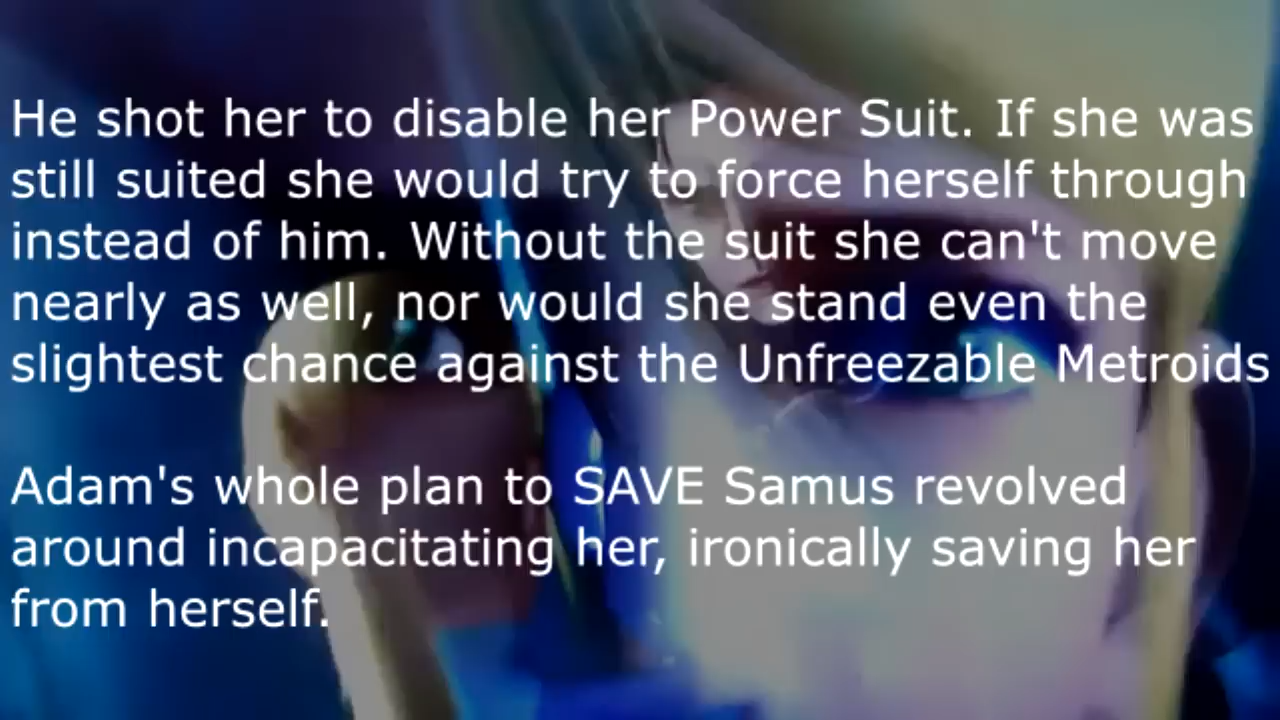 He shot her to disable her Power Suit. If she was
still suited she would try to force herself through
instead of him. Without the suit she can't move
nearly as well, nor would she stand even the
slightest chance against the Unfreezable Metroids
Adam's whole plan to SAVE Samus revolved
around incapacitating her, ironically saving her
from herself.